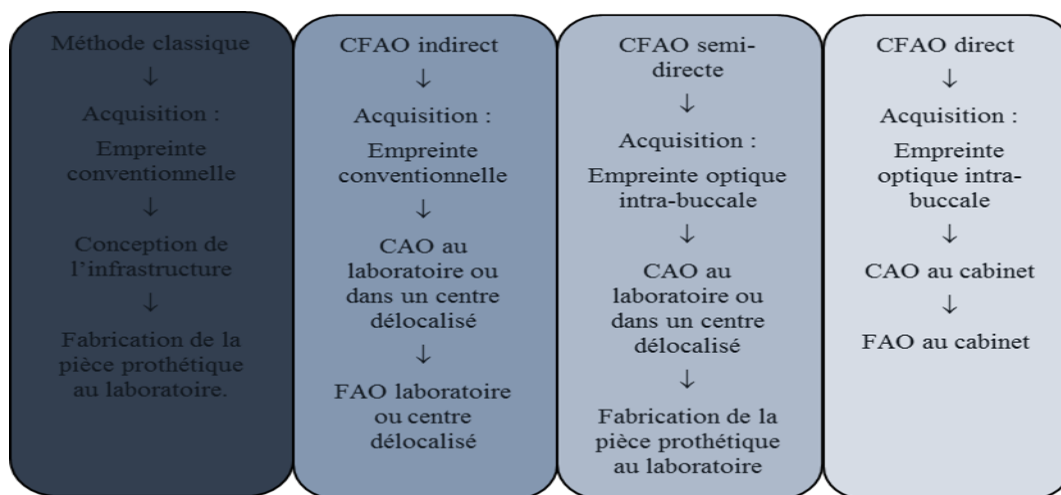 Méthode classique
↓
Acquisition :
Empreinte
conventionnelle
↓
Conception de
l'infrastructure
↓
Fabrication de la
pièce prothétique
au laboratoire.
CFAO indirect
↓
Acquisition :
Empreinte
conventionnelle
↓
CAO au
laboratoire ou
dans un centre
délocalisé
↓
FAO laboratoire
ou centre
délocalisé
CFAO semi-
directe
↓
Acquisition :
Empreinte optique
intra-buccale
↓
CAO au
laboratoire ou
dans un centre
délocalisé
↓
Fabrication de la
pièce prothétique
au laboratoire
CFAO direct
↓
Acquisition :
Empreinte
optique intra-
buccale
↓
CAO au cabinet
↓
FAO au cabinet